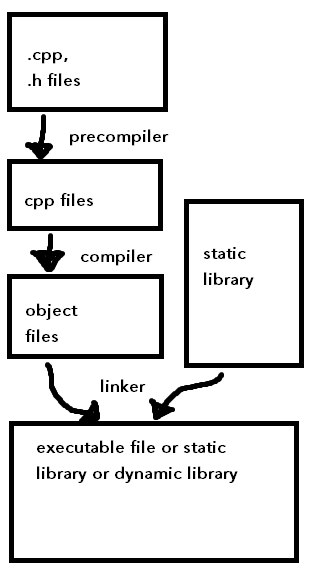 .cpp,
.h files
precompiler
cpp files
compiler
static
library
object
files
linker
executable file or static
library or dynamic library